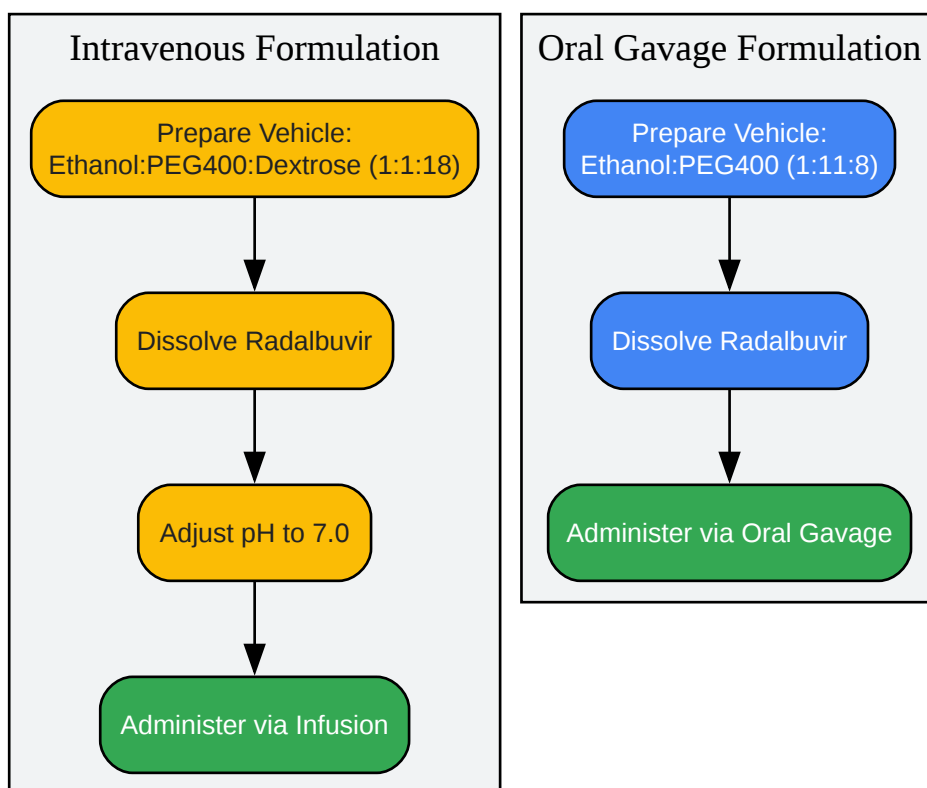 Intravenous Formulation
Prepare Vehicle:
Ethanol:PEG400:Dextrose (1:1:18)
Dissolve Radalbuvir
Adjust pH to 7.0
Administer via Infusion
Oral Gavage Formulation
Prepare Vehicle:
Ethanol:PEG400 (1:11:8)
Dissolve Radalbuvir
Administer via Oral Gavage